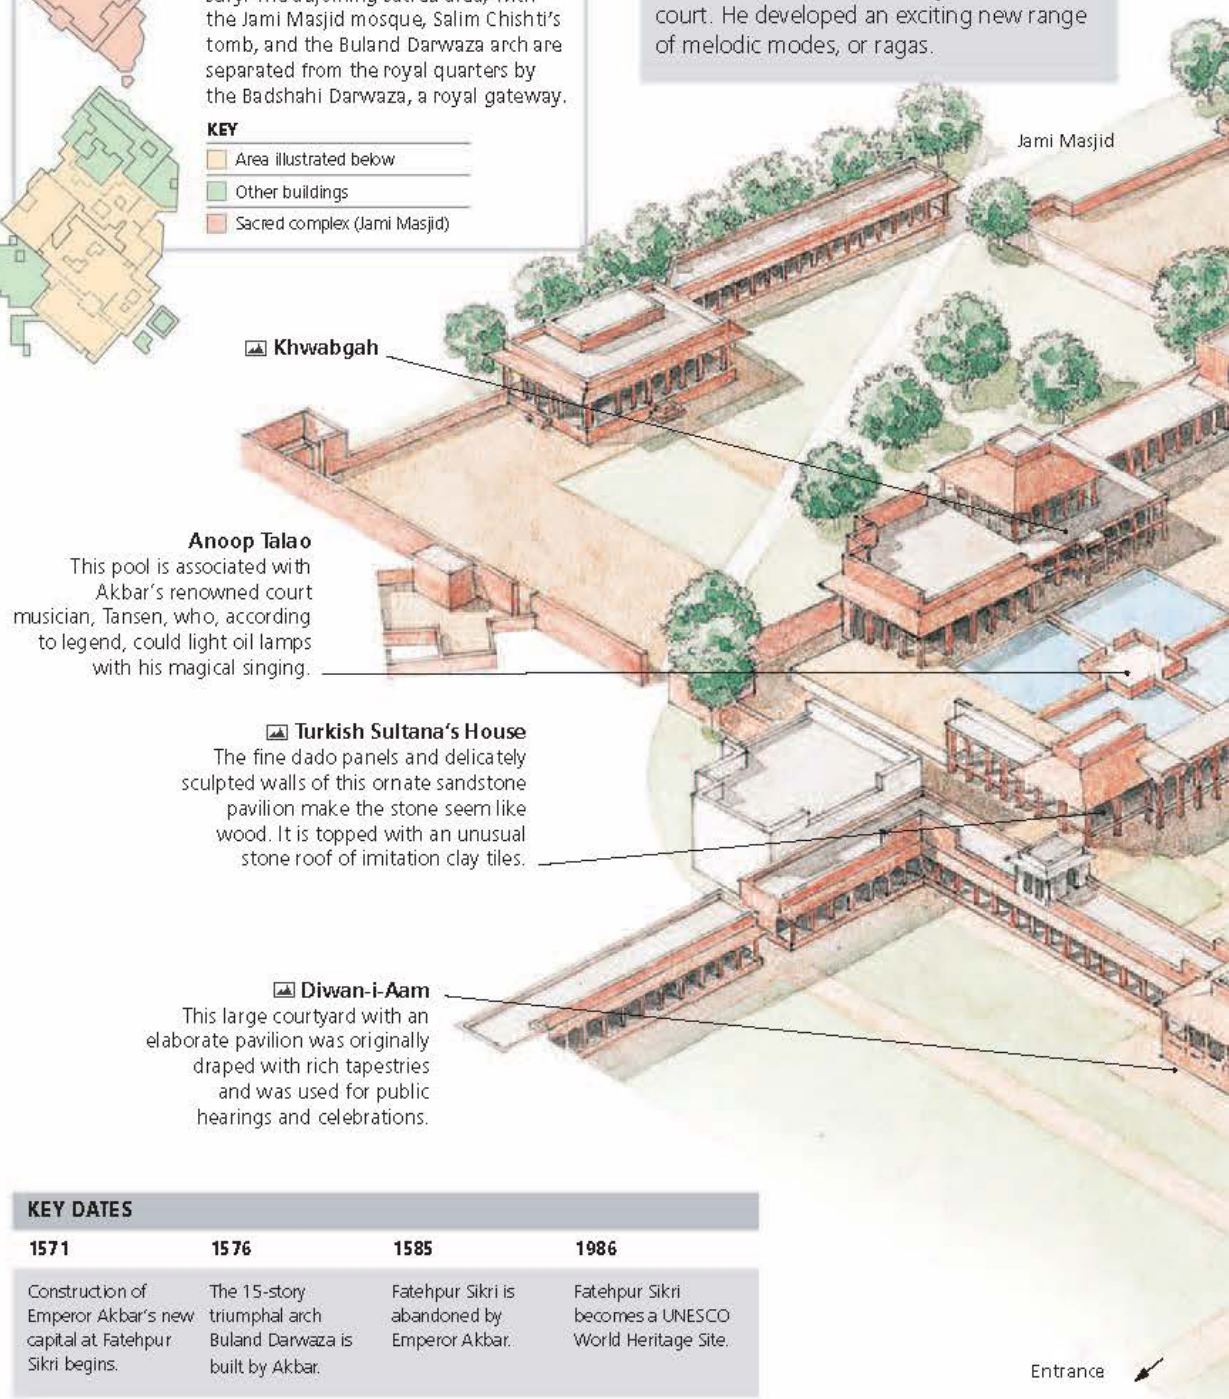 the Jami Masjid mosque, Salim Chishti's
tomb, and the Buland Darwaza arch are
separated from the royal quarters by
the Badshahi Darwaza, a royal gateway.
KEY
Area illustrated below
Other buildings
Sacred complex (Jami Masjid)
court. He developed an exciting new range
of melodic modes, or ragas.
Jami Masjid
Khwabgah
Anoop Talao
This pool is associated with
Akbar's renowned court
musician, Tansen, who, according
to legend, could light oil lamps
with his magical singing.
Turkish Sultana's House
The fine dado panels and delicately
sculpted walls of this ornate sandstone
pavilion make the stone seem like
wood. It is topped with an unusual
stone roof of imitation clay tiles.
Diwan-i-Aam
This large courtyard with an
elaborate pavilion was originally
draped with rich tapestries
and was used for public
hearings and celebrations.
KEY DATES
1571
Construction of
Emperor Akbar's new
capital at Fatehpur
Sikri begins.
1576
The 15-story
triumphal arch
Buland Darwaza is
built by Akbar.
1585
Fatehpur Sikri is
abandoned by
Emperor Akbar.
1986
Fatehpur Sikri
becomes a UNESCO
World Heritage Site.
Entrance